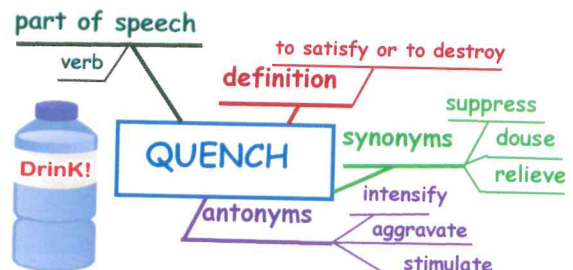 part of speech
verb
to satisfy or to destroy
definition
suppress
synonyms
douse
relieve
DrinK!
QUENCH
antonyms
intensify
aggravate
stimulate